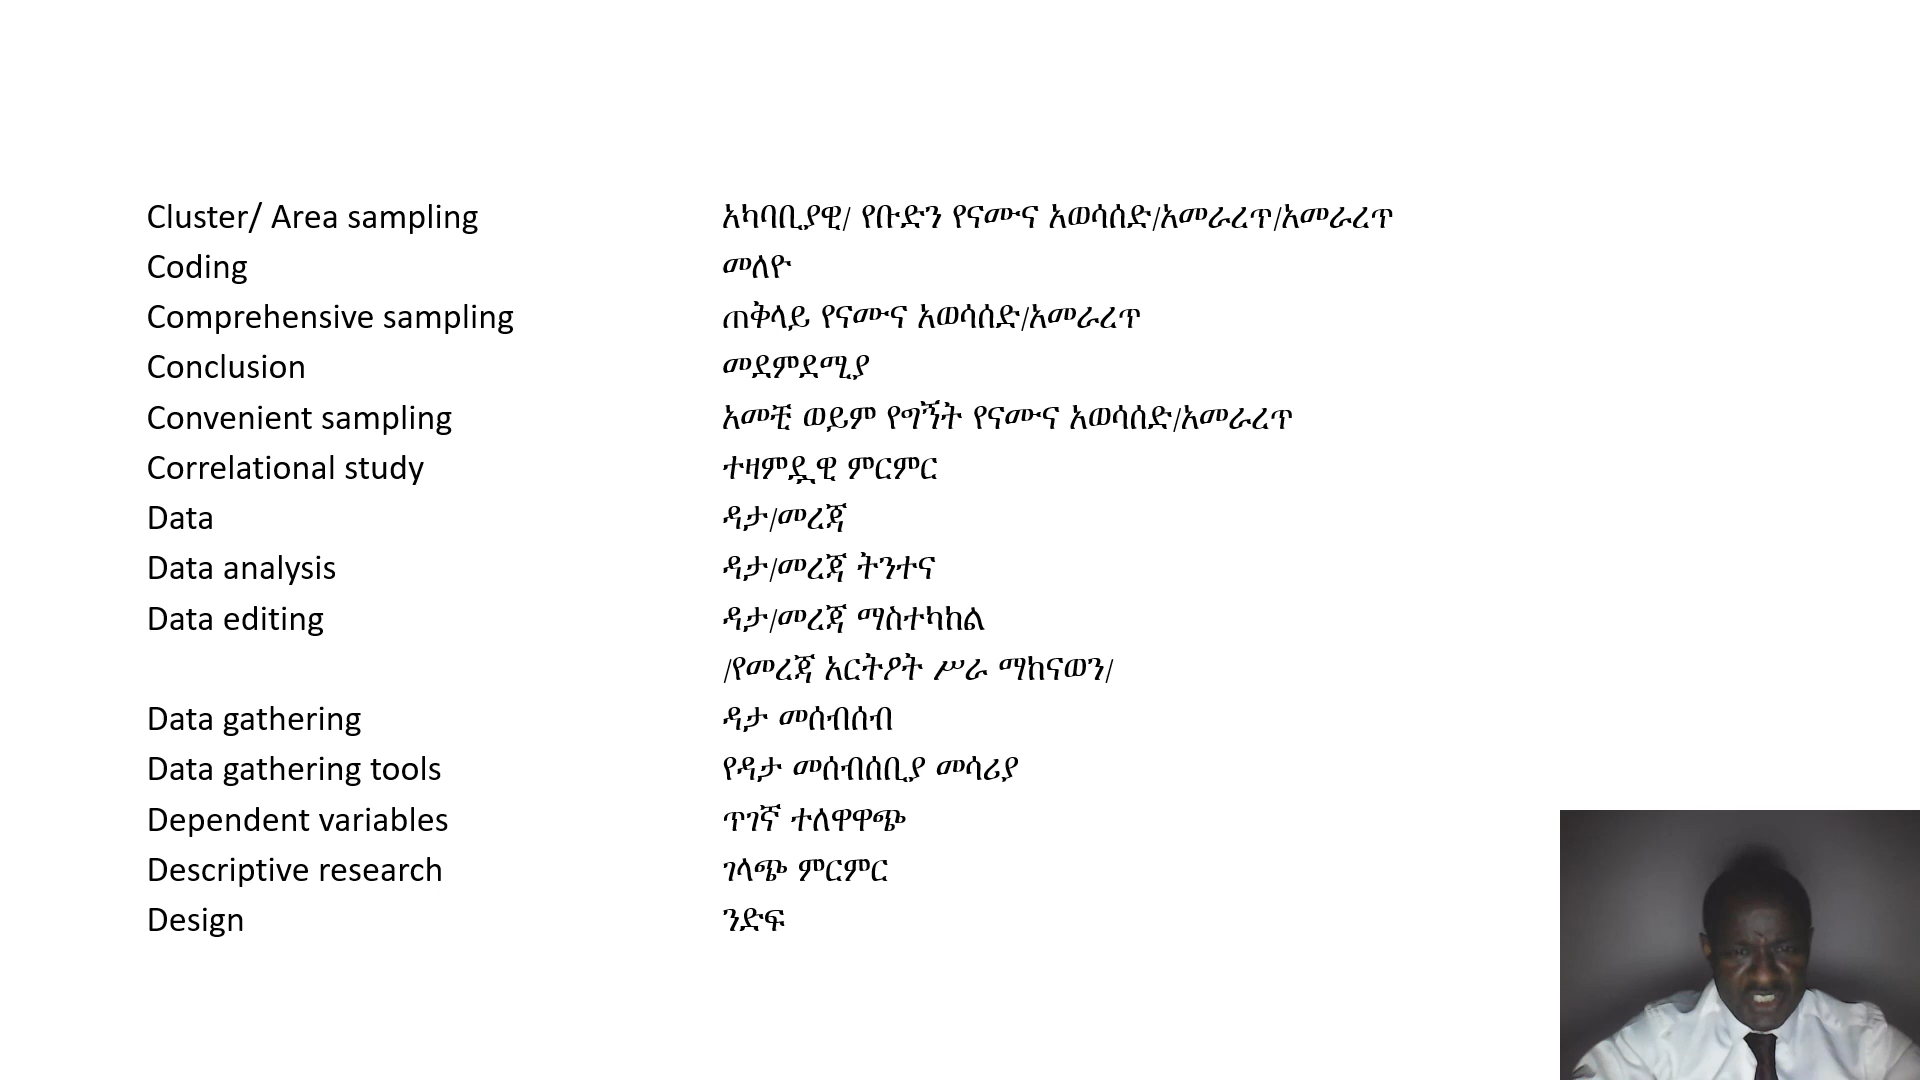 Cluster/ Area sampling አካባቢያዊ/ የቡድን የናሙና አወሳሰድ/አመራረጥ/አመራረጥ
Coding መለዮ
Comprehensive sampling ጠቅላይ የናሙና አወሳሰድ/አመራረጥ
Conclusion መደምደሚያ
Convenient sampling አመቺ ወይም የግኝት የናሙና አወሳሰድ/አመራረጥ
Correlational study ተዛምዷዊ ምርምር
Data ዳታ/መረጃ
Data analysis ዳታ/መረጃ ትንተና
Data editing ዳታ/መረጃ ማስተካከል
/የመረጃ አርትዖት ሥራ ማከናወን/
Data gathering ዳታ መሰብሰብ
Data gathering tools የዳታ መሰብሰቢያ መሳሪያ
Dependent variables ጥገኛ ተለዋዋጭ
Descriptive research ገላጭ ምርምር
Design ንድፍ